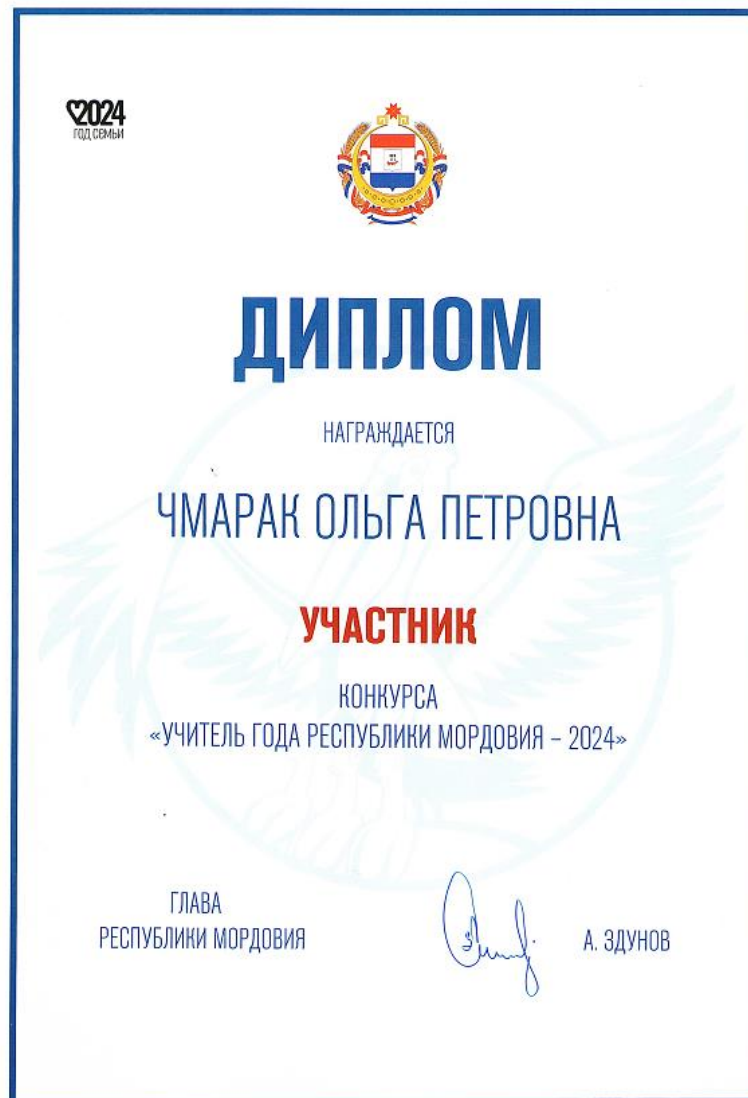 2024
ГОД СЕМЬИ
ДИПЛОМ
НАГРАЖДАЕТСЯ
ЧМАРАК ОЛЬГА ПЕТРОВНА
УЧАСТНИК
КОНКУРСА
«УЧИТЕЛЬ ГОДА РЕСПУБЛИКИ МОРДОВИЯ – 2024»
ГЛАВА
РЕСПУБЛИКИ МОРДОВИЯ
А. ЗДУНОВ